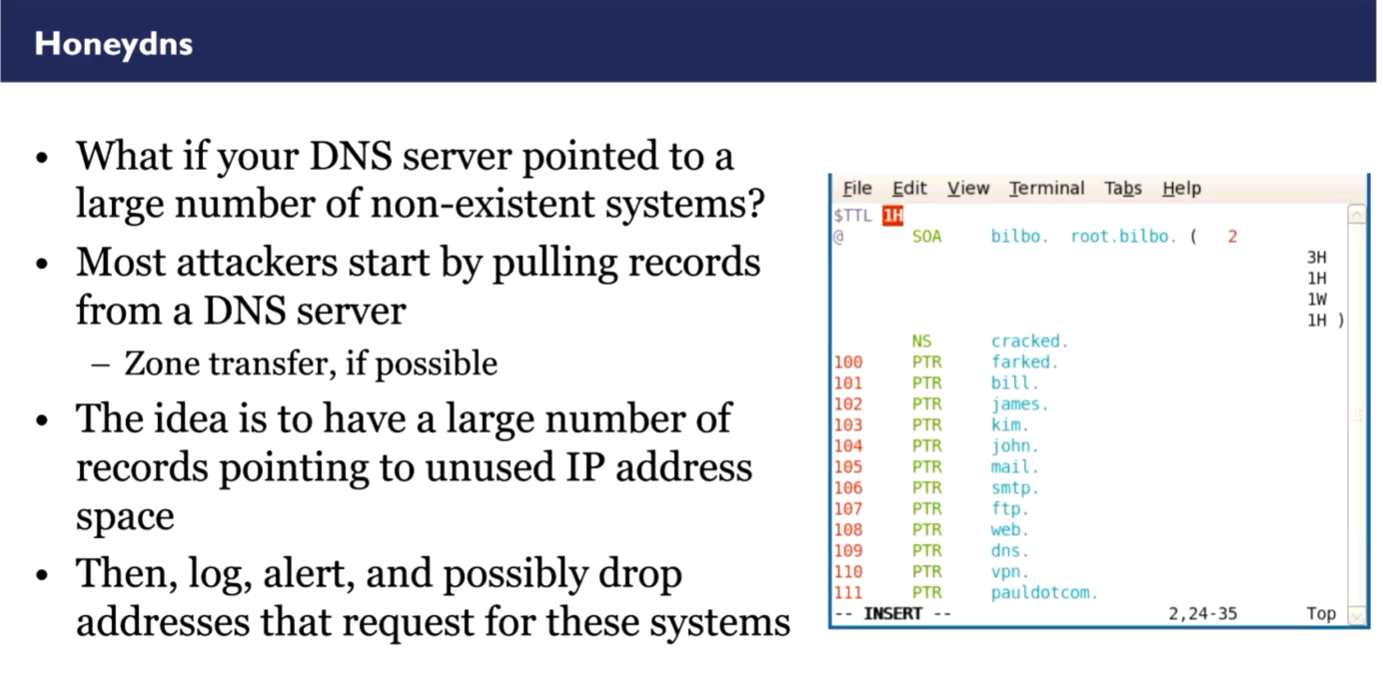 Honeydns
• What if your DNS server pointed to a
large number of non-existent systems?
• Most attackers start by pulling records
from a DNS server
– Zone transfer, if possible
• The idea is to have a large number of
records pointing to unused IP address
space
• Then, log, alert, and possibly drop
addresses that request for these systems
File Edit View Terminal Tabs Help
$TTL 1H
@ SOA bilbo. root.bilbo. ( 2
3H
1H
1W
1H )
NS cracked.
100 PTR farked.
101 PTR bill.
102 PTR james.
103 PTR kim.
104 PTR john.
105 PTR mail.
106 PTR smtp.
107 PTR ftp.
108 PTR web.
109 PTR dns.
110 PTR vpn.
111 PTR pauldotcom.
-- INSERT -- 2,24-35 Top